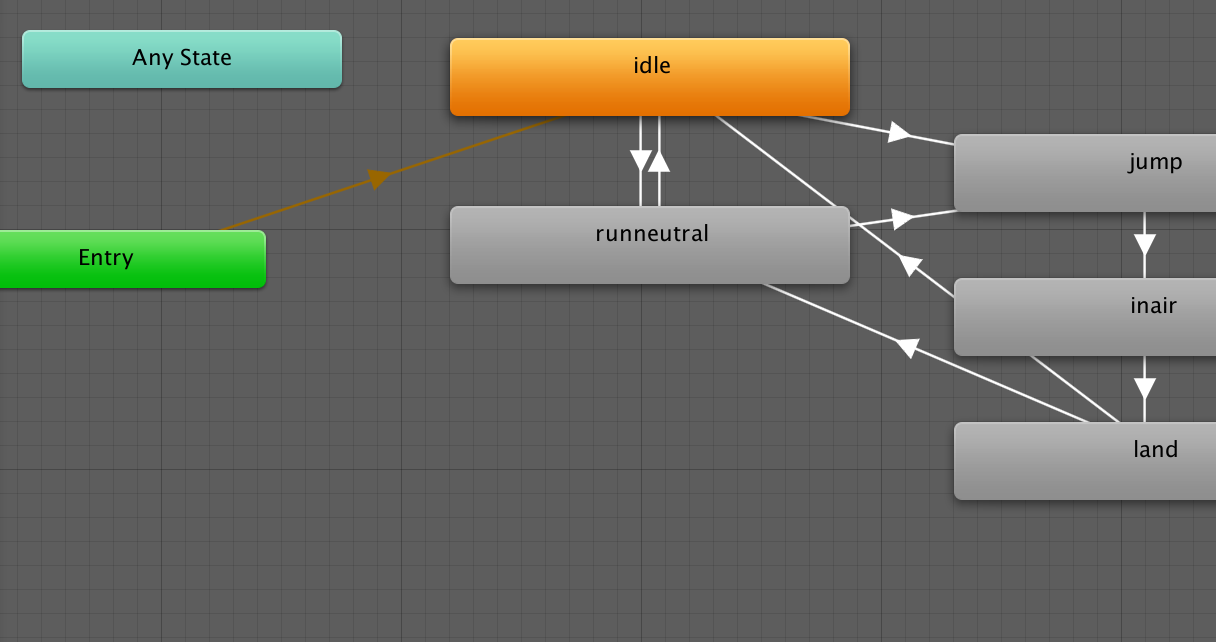 Any State
idle
jump
runneutral
Entry
inair
land